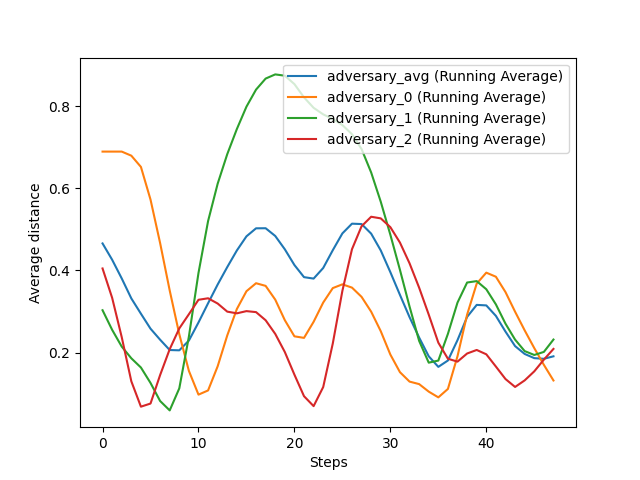 adversary_avg (Running Average)
adversary_0 (Running Average)
adversary_1 (Running Average)
adversary_2 (Running Average)
Average distance
0.8
0.6
0.4
0.2
0 10 20 30 40
Steps